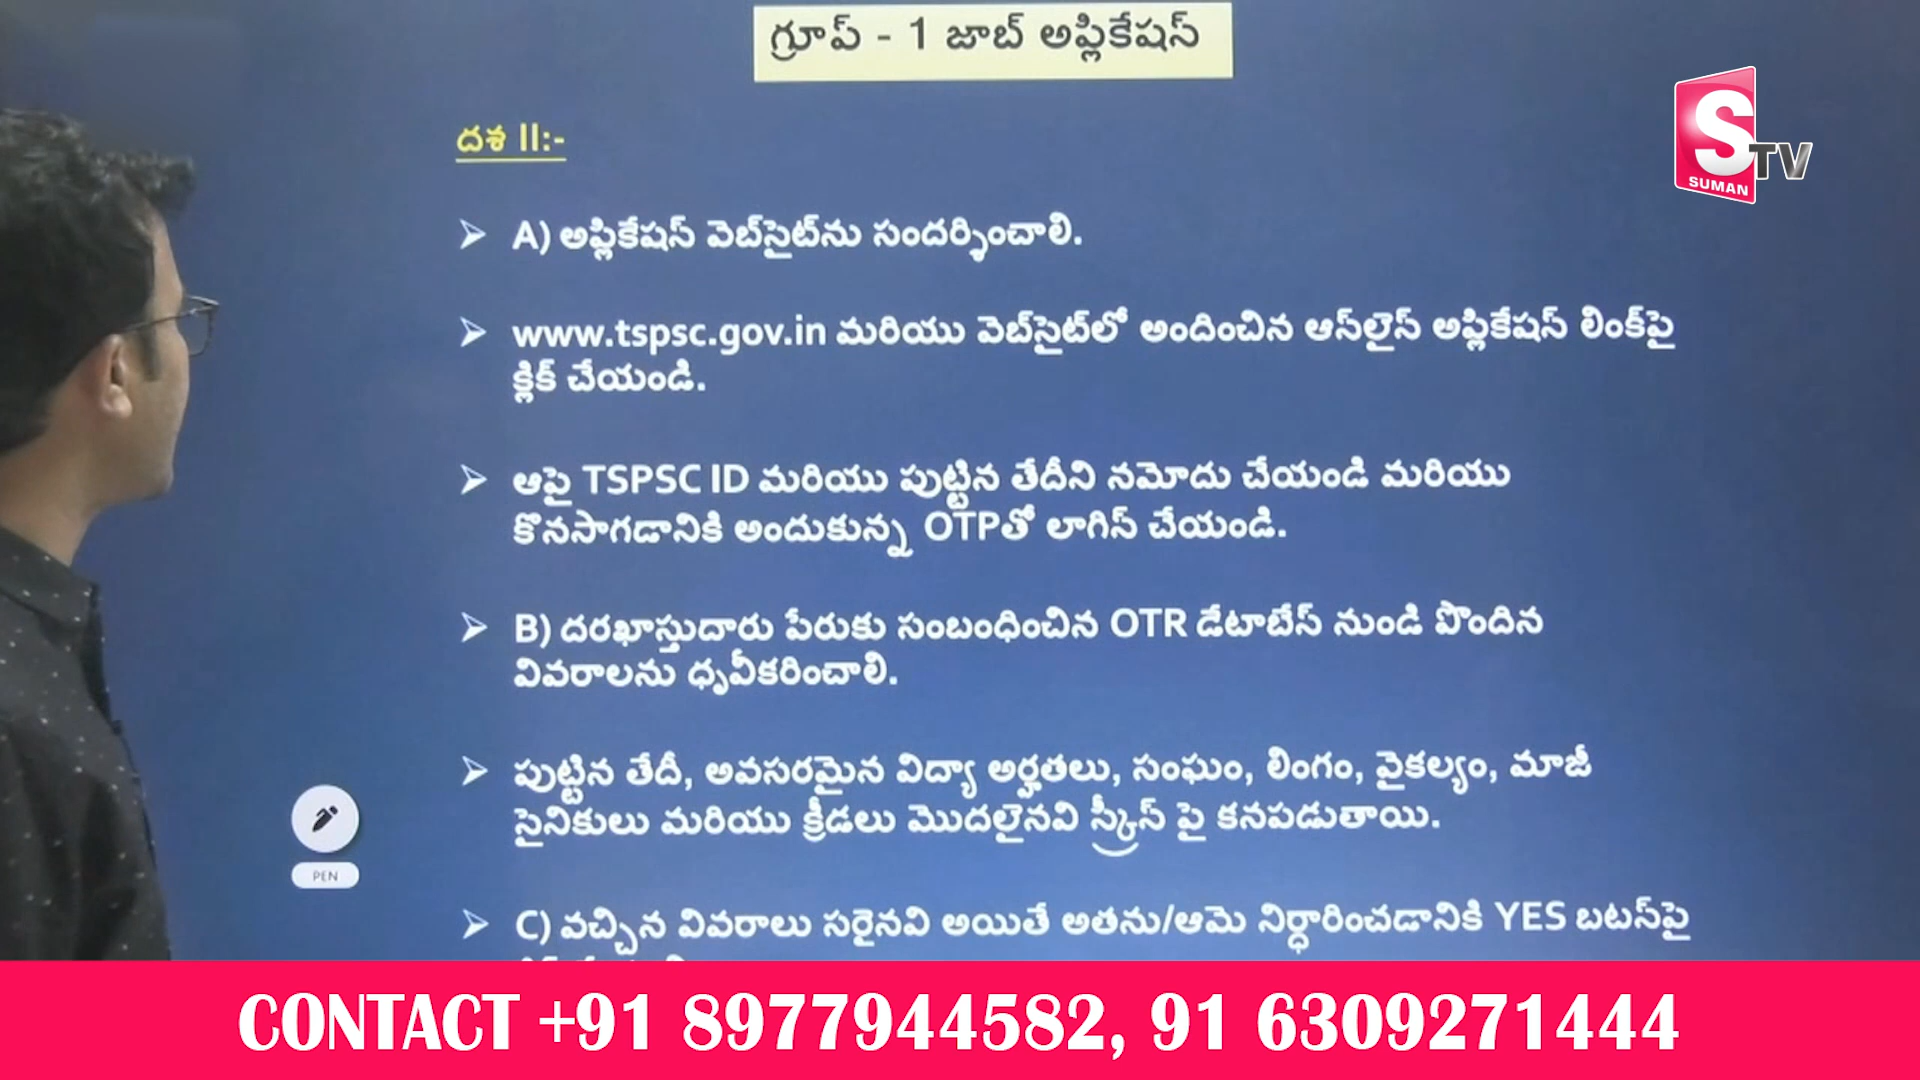 గ్రూప్ - 1 జాబ్ అప్లికేషన్
దశ II:-
S TV
SUMAN
➢ A) అప్లికేషన్ వెబ్‌సైట్‌ను సందర్శించాలి.
➢ www.tspsc.gov.in మరియు వెబ్‌సైట్‌లో అందించిన ఆన్‌లైన్ అప్లికేషన్ లింక్‌పై
క్లిక్ చేయండి.
➢ ఆపై TSPSC ID మరియు పుట్టిన తేదీని నమోదు చేయండి మరియు
కొనసాగడానికి అందుకున్న OTPతో లాగిన్ చేయండి.
➢ B) దరఖాస్తుదారు పేరుకు సంబంధించిన OTR డేటాబేస్ నుండి పొందిన
వివరాలను ధృవీకరించాలి.
➢ పుట్టిన తేదీ, అవసరమైన విద్యా అర్హతలు, సంఘం, లింగం, వైకల్యం, మాజీ
సైనికులు మరియు క్రీడలు మొదలైనవి స్క్రీన్ పై కనపడుతాయి.
PEN
➢ C) వచ్చిన వివరాలు సరైనవి అయితే అతను/ఆమె నిర్ధారించడానికి YES బటన్‌పై
CONTACT +91 8977944582, 91 6309271444